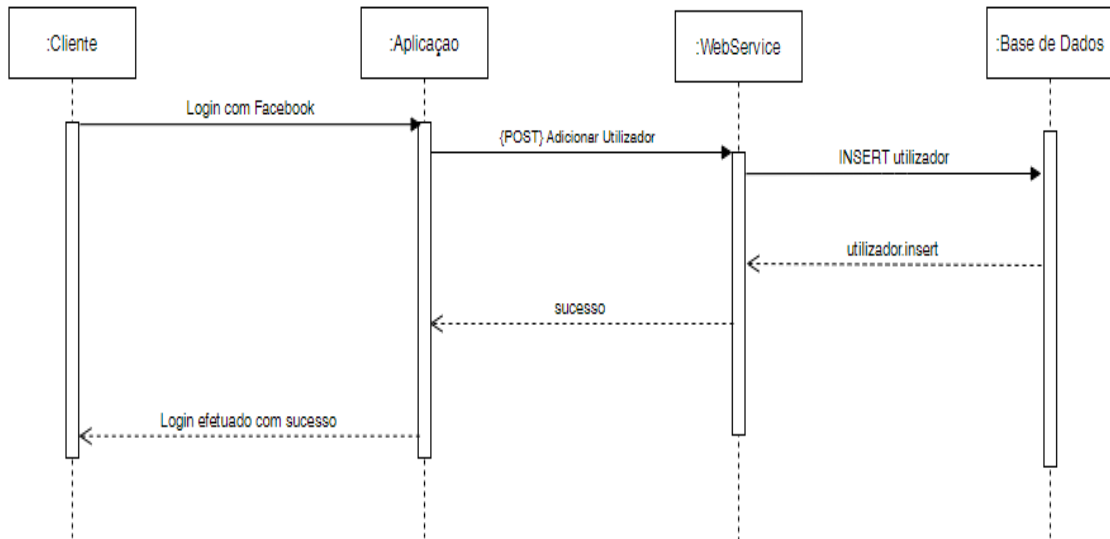 :Cliente
:Aplicaçao
:WebService
:Base de Dados
Login com Facebook
{POST} Adicionar Utilizador
INSERT utilizador
utilizador.insert
sucesso
Login efetuado com sucesso